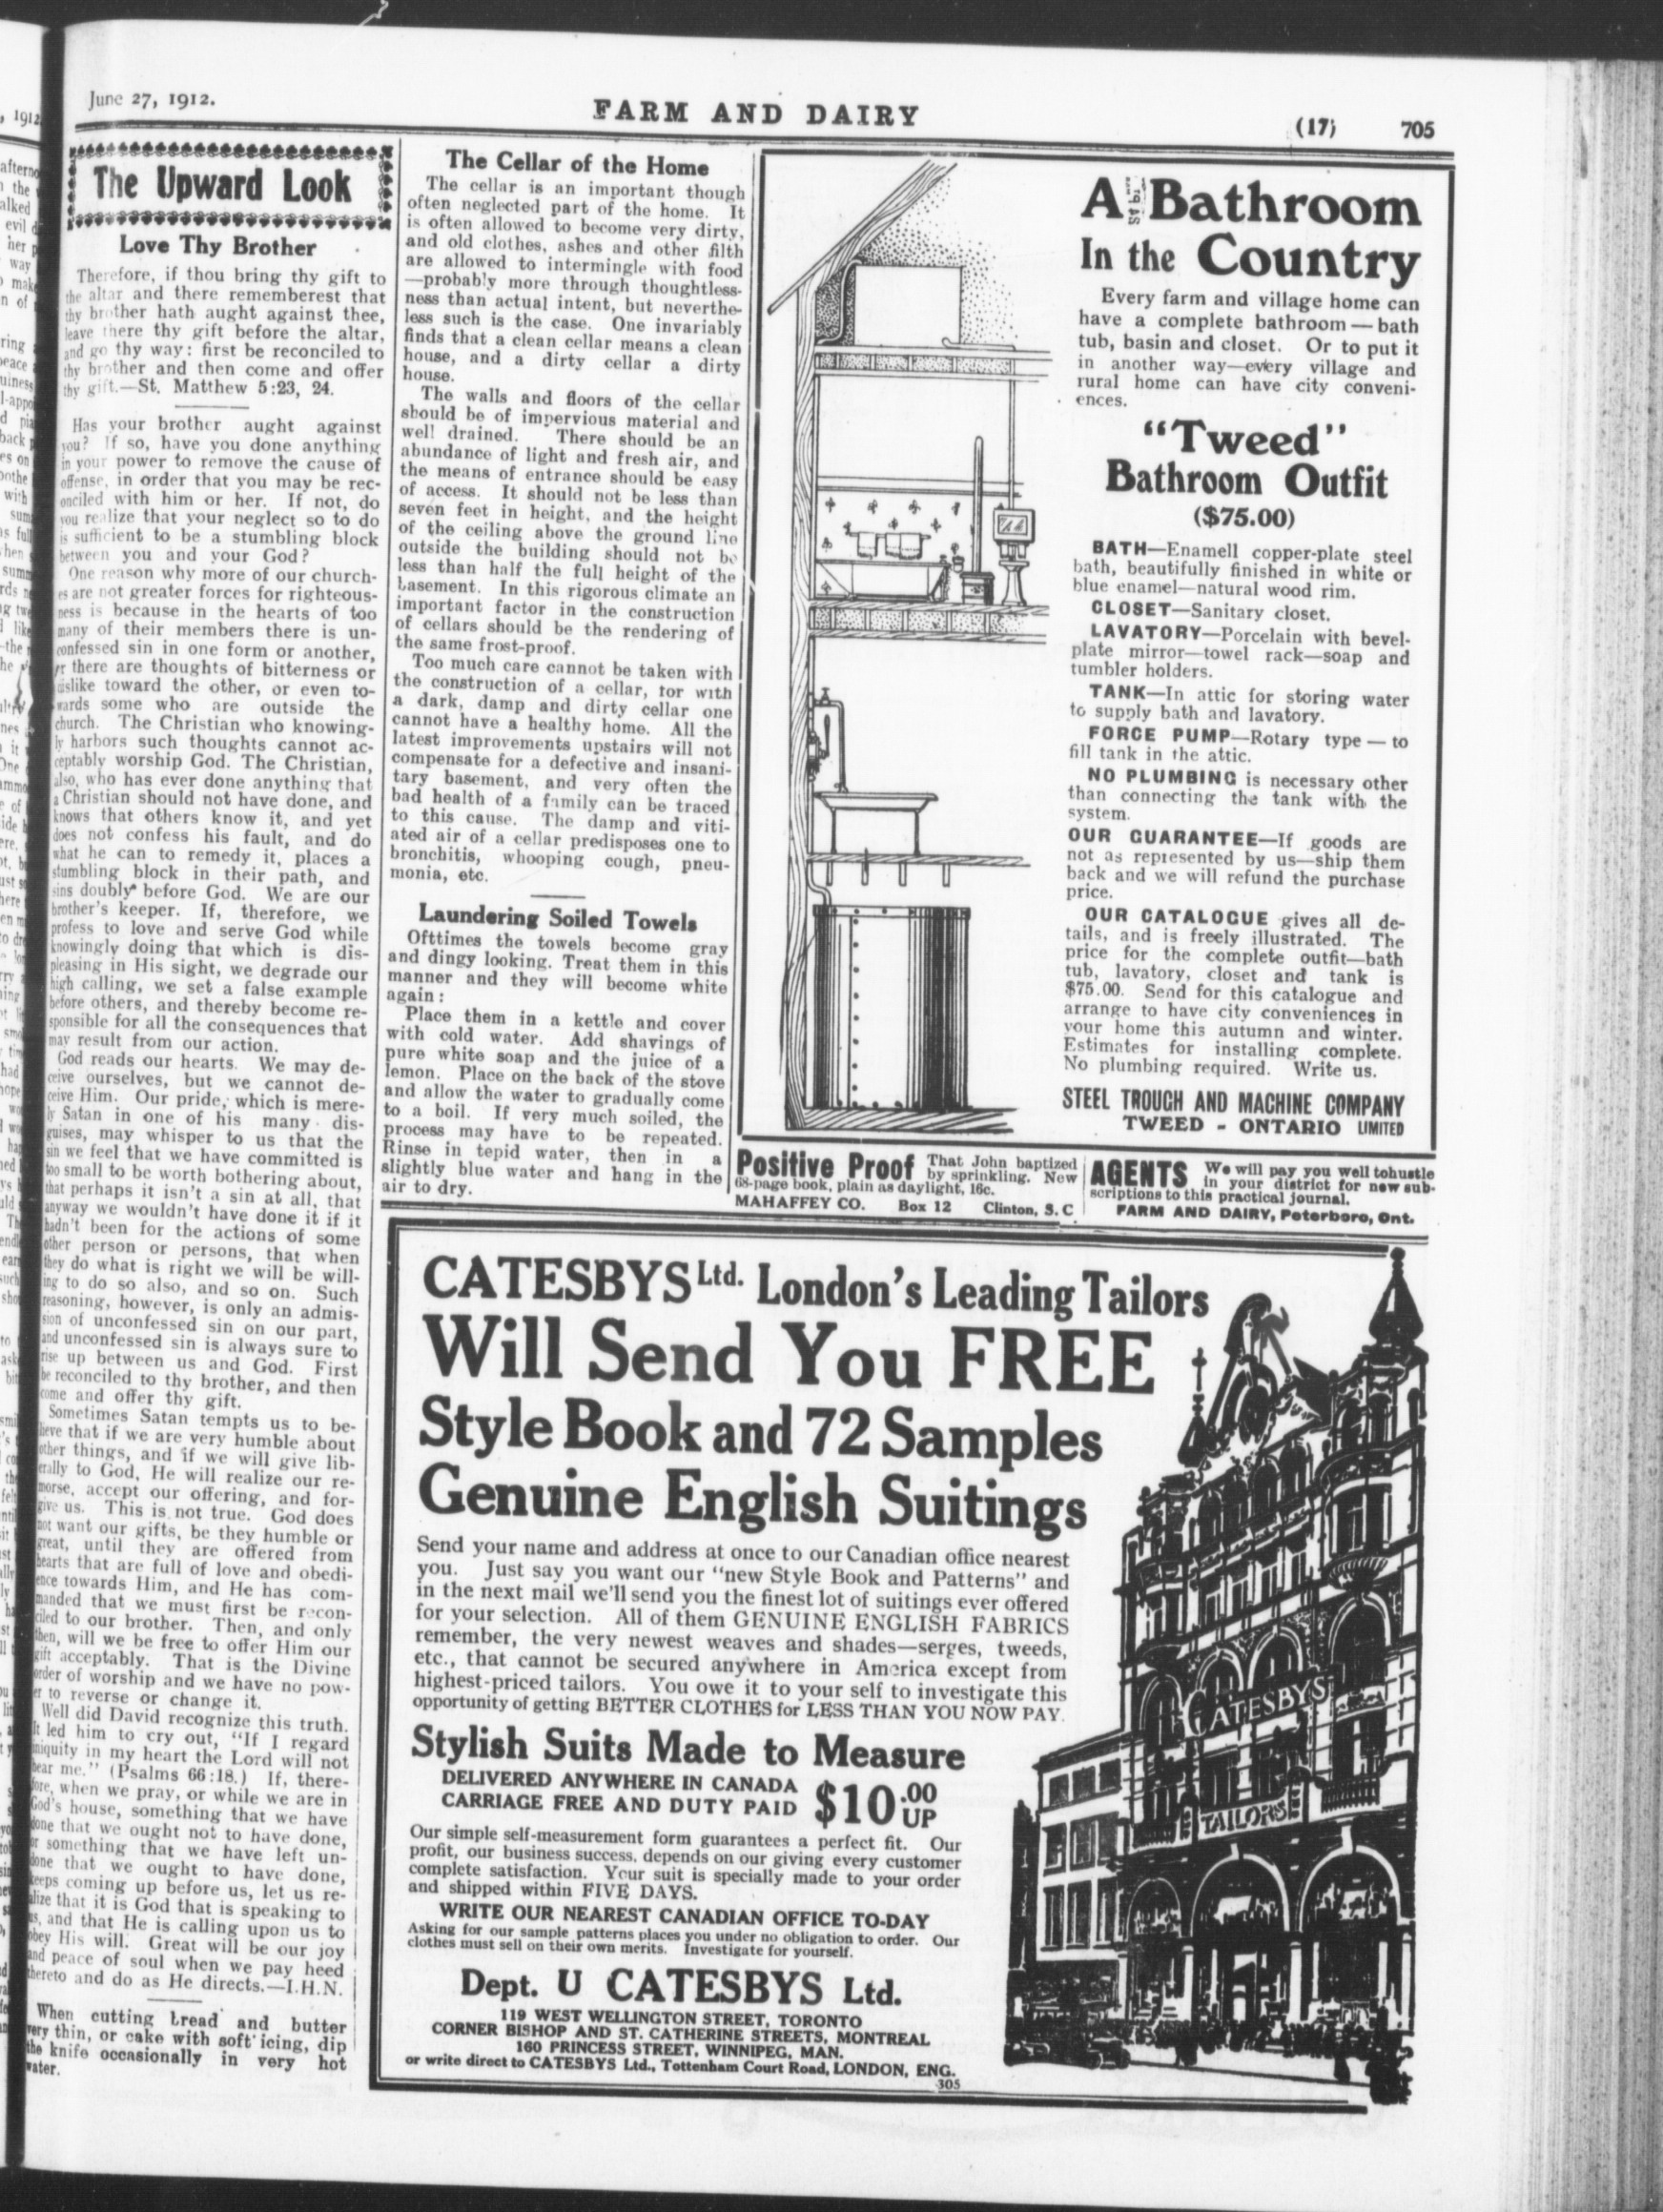 June 27, 1912.
FARM AND DAIRY
(17)
705
The Upward Look
Love Thy Brother
Therefore, if thou bring thy gift to
the altar and there rememberest that
thy brother hath aught against thee,
leave there thy gift before the altar,
and go thy way: first be reconciled to
thy brother and then come and offer
thy gift.—St. Matthew 5:23, 24.
Has your brother aught against
you? If so, have you done anything
in your power to remove the cause of
offense, in order that you may be rec-
onciled with him or her. If not, do
you realize that your neglect so to do
is sufficient to be a stumbling block
between you and your God?
One reason why more of our church-
es are not greater forces for righteous-
ness is because in the hearts of too
many of their members there is un-
confessed sin in one form or another,
or there are thoughts of bitterness or
dislike toward the other, or even to-
wards some who are outside the
church. The Christian who knowing-
ly harbors such thoughts cannot ac-
ceptably worship God. The Christian,
also, who has ever done anything that
a Christian should not have done, and
knows that others know it, and yet
does not confess his fault, and do
what he can to remedy it, places a
stumbling block in their path, and
sins doubly before God. We are our
brother's keeper. If, therefore, we
profess to love and serve God while
knowingly doing that which is dis-
pleasing in His sight, we degrade our
high calling, we set a false example
before others, and thereby become re-
sponsible for all the consequences that
may result from our action.
God reads our hearts. We may de-
ceive ourselves, but we cannot de-
ceive Him. Our pride, which is mere-
ly Satan in one of his many dis-
guises, may whisper to us that the
sin we feel that we have committed is
too small to be worth bothering about,
that perhaps it isn't a sin at all, that
anyway we wouldn't have done it if it
hadn't been for the actions of some
other person or persons, that when
they do what is right we will be will-
ing to do so also, and so on. Such
reasoning, however, is only an admis-
sion of unconfessed sin on our part,
and unconfessed sin is always sure to
rise up between us and God. First
be reconciled to thy brother, and then
come and offer thy gift.
Sometimes Satan tempts us to be-
lieve that if we are very humble about
other things, and if we will give lib-
erally to God, He will realize our re-
morse, accept our offering, and for-
give us. This is not true. God does
not want our gifts, be they humble or
great, until they are offered from
hearts that are full of love and obedi-
ence towards Him, and He has com-
manded that we must first be recon-
ciled to our brother. Then, and only
then, will we be free to offer Him our
gift acceptably. That is the Divine
order of worship and we have no pow-
er to reverse or change it.
Well did David recognize this truth.
It led him to cry out, "If I regard
iniquity in my heart the Lord will not
hear me." (Psalms 66:18.) If, there-
fore, when we pray, or while we are in
God's house, something that we have
done that we ought not to have done,
or something that we have left un-
done that we ought to have done,
keeps coming up before us, let us re-
alize that it is God that is speaking to
us, and that He is calling upon us to
obey His will. Great will be our joy
and peace of soul when we pay heed
thereto and do as He directs.—I.H.N.
When cutting bread and butter
very thin, or cake with soft icing, dip
the knife occasionally in very hot
water.
The Cellar of the Home
The cellar is an important though
often neglected part of the home. It
is often allowed to become very dirty,
and old clothes, ashes and other filth
are allowed to intermingle with food
—probably more through thoughtless-
ness than actual intent, but neverthe-
less such is the case. One invariably
finds that a clean cellar means a clean
house, and a dirty cellar a dirty
house.
The walls and floors of the cellar
should be of impervious material and
well drained. There should be an
abundance of light and fresh air, and
the means of entrance should be easy
of access. It should not be less than
seven feet in height, and the height
of the ceiling above the ground line
outside the building should not be
less than half the full height of the
basement. In this rigorous climate an
important factor in the construction
of cellars should be the rendering of
the same frost-proof.
Too much care cannot be taken with
the construction of a cellar, for with
a dark, damp and dirty cellar one
cannot have a healthy home. All the
latest improvements upstairs will not
compensate for a defective and insani-
tary basement, and very often the
bad health of a family can be traced
to this cause. The damp and viti-
ated air of a cellar predisposes one to
bronchitis, whooping cough, pneu-
monia, etc.
Laundering Soiled Towels
Ofttimes the towels become gray
and dingy looking. Treat them in this
manner and they will become white
again:
Place them in a kettle and cover
with cold water. Add shavings of
pure white soap and the juice of a
lemon. Place on the back of the stove
and allow the water to gradually come
to a boil. If very much soiled, the
process may have to be repeated.
Rinse in tepid water, then in a
slightly blue water and hang in the
air to dry.
A Bathroom
In the Country
Every farm and village home can
have a complete bathroom—bath
tub, basin and closet. Or to put it
in another way—every village and
rural home can have city conveni-
ences.
"Tweed"
Bathroom Outfit
($75.00)
BATH—Enamell copper-plate steel
bath, beautifully finished in white or
blue enamel—natural wood rim.
CLOSET—Sanitary closet.
LAVATORY—Porcelain with bevel-
plate mirror—towel rack—soap and
tumbler holders.
TANK—In attic for storing water
to supply bath and lavatory.
FORCE PUMP—Rotary type—to
fill tank in the attic.
NO PLUMBING is necessary other
than connecting the tank with the
system.
OUR GUARANTEE—If goods are
not as represented by us—ship them
back and we will refund the purchase
price.
OUR CATALOGUE gives all de-
tails, and is freely illustrated. The
price for the complete outfit—bath
tub, lavatory, closet and tank is
$75.00. Send for this catalogue and
arrange to have city conveniences in
your home this autumn and winter.
Estimates for installing complete.
No plumbing required. Write us.
STEEL TROUGH AND MACHINE COMPANY
TWEED - ONTARIO LIMITED
Positive Proof That John baptized
by sprinkling. New
68-page book, plain as daylight, 16c.
MAHAFFEY CO. Box 12 Clinton, S. C
AGENTS We will pay you well to hustle
in your district for new sub-
scriptions to this practical journal.
FARM AND DAIRY, Peterboro, Ont.
CATESBYS Ltd. London's Leading Tailors
Will Send You FREE
Style Book and 72 Samples
Genuine English Suitings
Send your name and address at once to our Canadian office nearest
you. Just say you want our "new Style Book and Patterns" and
in the next mail we'll send you the finest lot of suitings ever offered
for your selection. All of them GENUINE ENGLISH FABRICS
remember, the very newest weaves and shades—serges, tweeds,
etc., that cannot be secured anywhere in America except from
highest-priced tailors. You owe it to your self to investigate this
opportunity of getting BETTER CLOTHES for LESS THAN YOU NOW PAY.
Stylish Suits Made to Measure
DELIVERED ANYWHERE IN CANADA
CARRIAGE FREE AND DUTY PAID
$10.00 UP
Our simple self-measurement form guarantees a perfect fit. Our
profit, our business success, depends on our giving every customer
complete satisfaction. Your suit is specially made to your order
and shipped within FIVE DAYS.
WRITE OUR NEAREST CANADIAN OFFICE TO-DAY
Asking for our sample patterns places you under no obligation to order. Our
clothes must sell on their own merits. Investigate for yourself.
Dept. U CATESBYS Ltd.
119 WEST WELLINGTON STREET, TORONTO
CORNER BISHOP AND ST. CATHERINE STREETS, MONTREAL
160 PRINCESS STREET, WINNIPEG, MAN.
or write direct to CATESBYS Ltd., Tottenham Court Road, LONDON, ENG.
305
CATESBYS
TAILORS